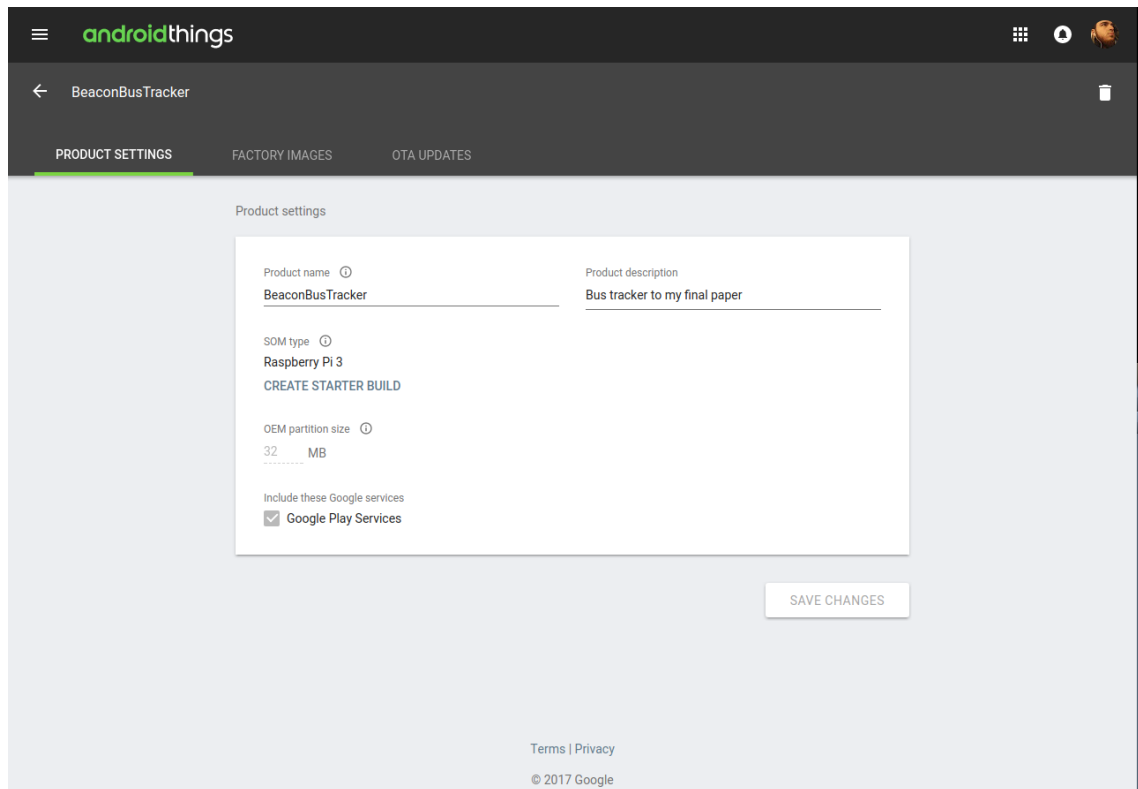 androidthings
BeaconBusTracker
PRODUCT SETTINGS FACTORY IMAGES OTA UPDATES
Product settings
Product name Product description
BeaconBusTracker Bus tracker to my final paper
SOM type
Raspberry Pi 3
CREATE STARTER BUILD
OEM partition size
32 MB
Include these Google services
Google Play Services
SAVE CHANGES
Terms | Privacy
© 2017 Google